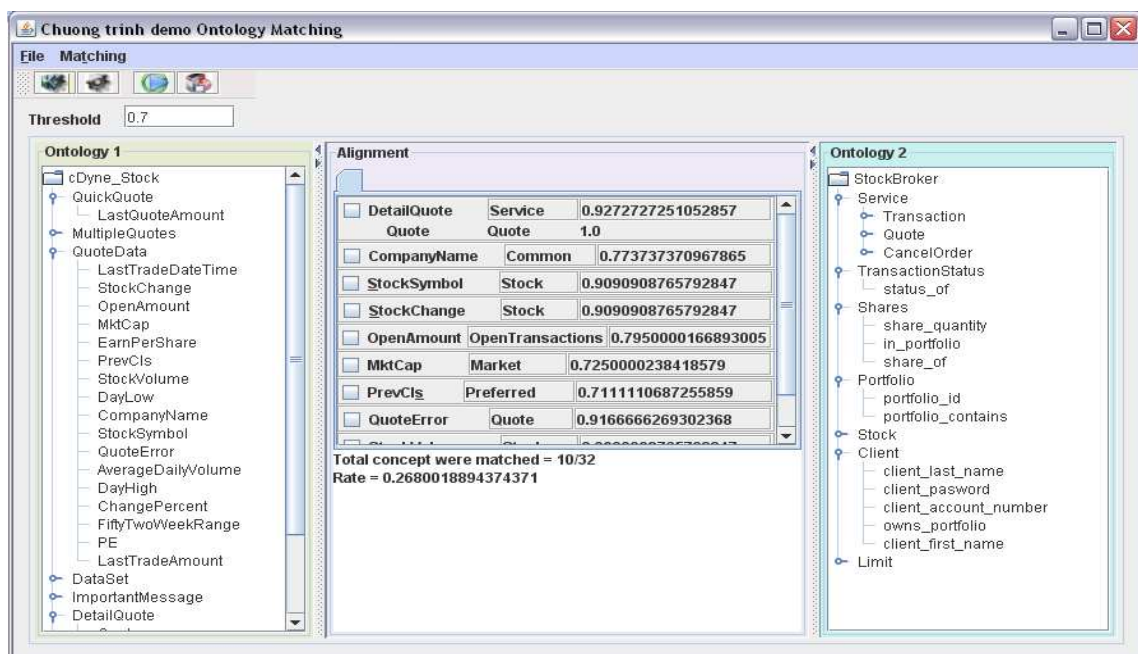 Chuong trinh demo Ontology Matching
File Matching
Threshold 0.7
Ontology 1
cDyne_Stock
QuickQuote
LastQuoteAmount
MultipleQuotes
QuoteData
LastTradeDateTime
StockChange
OpenAmount
MktCap
EarnPerShare
PrevCls
StockVolume
DayLow
CompanyName
StockSymbol
QuoteError
AverageDailyVolume
DayHigh
ChangePercent
FiftyTwoWeekRange
PE
LastTradeAmount
DataSet
ImportantMessage
DetailQuote
Alignment
DetailQuote Service 0.9272727251052857
Quote Quote 1.0
CompanyName Common 0.773737370967865
StockSymbol Stock 0.9090908765792847
StockChange Stock 0.9090908765792847
OpenAmount OpenTransactions 0.7950000166893005
MktCap Market 0.72500002384185​79
PrevCls Preferred 0.7111110687255859
QuoteError Quote 0.9166666269302368
Total concept were matched = 10/32
Rate = 0.2680018894374371
Ontology 2
StockBroker
Service
Transaction
Quote
CancelOrder
TransactionStatus
status_of
Shares
share_quantity
in_portfolio
share_of
Portfolio
portfolio_id
portfolio_contains
Stock
Client
client_last_name
client_pasword
client_account_number
owns_portfolio
client_first_name
Limit